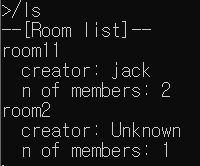 >/ls
--[Room list]--
room11
  creator: jack
  n of members: 2
room2
  creator: Unknown
  n of members: 1